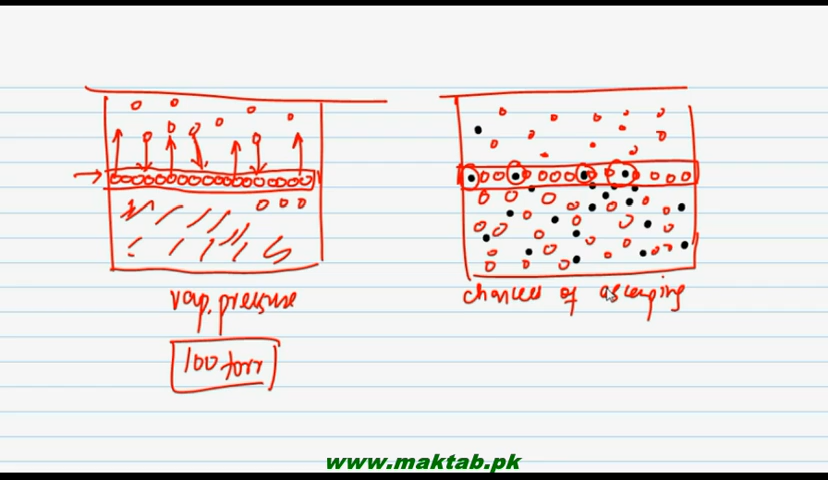 vap. pressure
100 torr
chances of escaping
www.maktab.pk